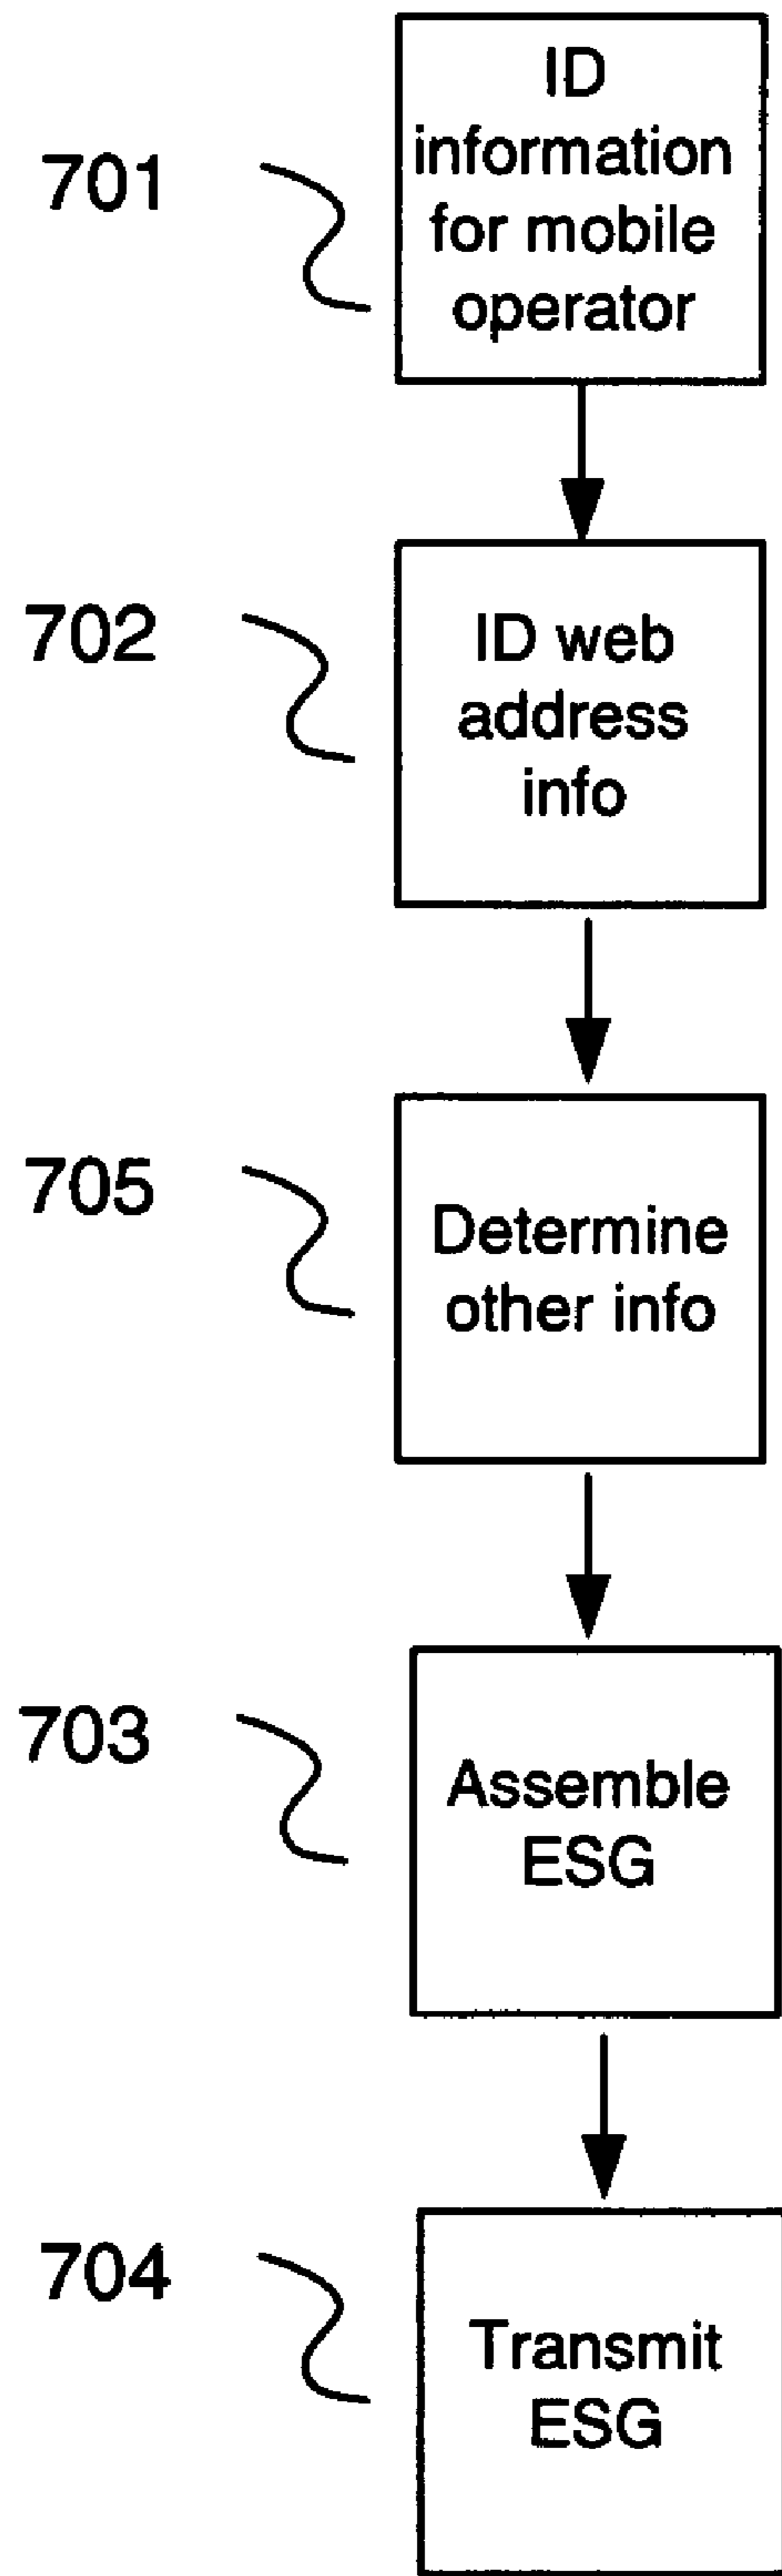 701
ID
information
for mobile
operator
702
ID web
address
info
705
Determine
other info
703
Assemble
ESG
704
Transmit
ESG